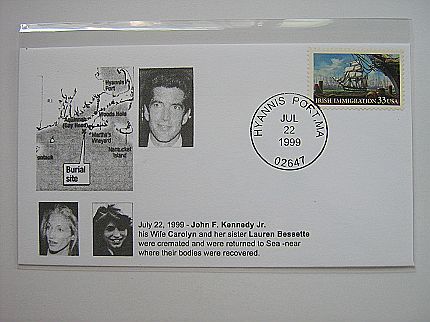 Hyannis
Port
Woods Hole
Martha's
Vineyard
Nantucket
Island
Burial
site
IRISH IMMIGRATION 33 USA
HYANNIS PORT, MA
JUL
22
1999
02647
July 22, 1999 - John F. Kennedy Jr.
his Wife Carolyn and her sister Lauren Bessette
were cremated and were returned to Sea -near
where their bodies were recovered.